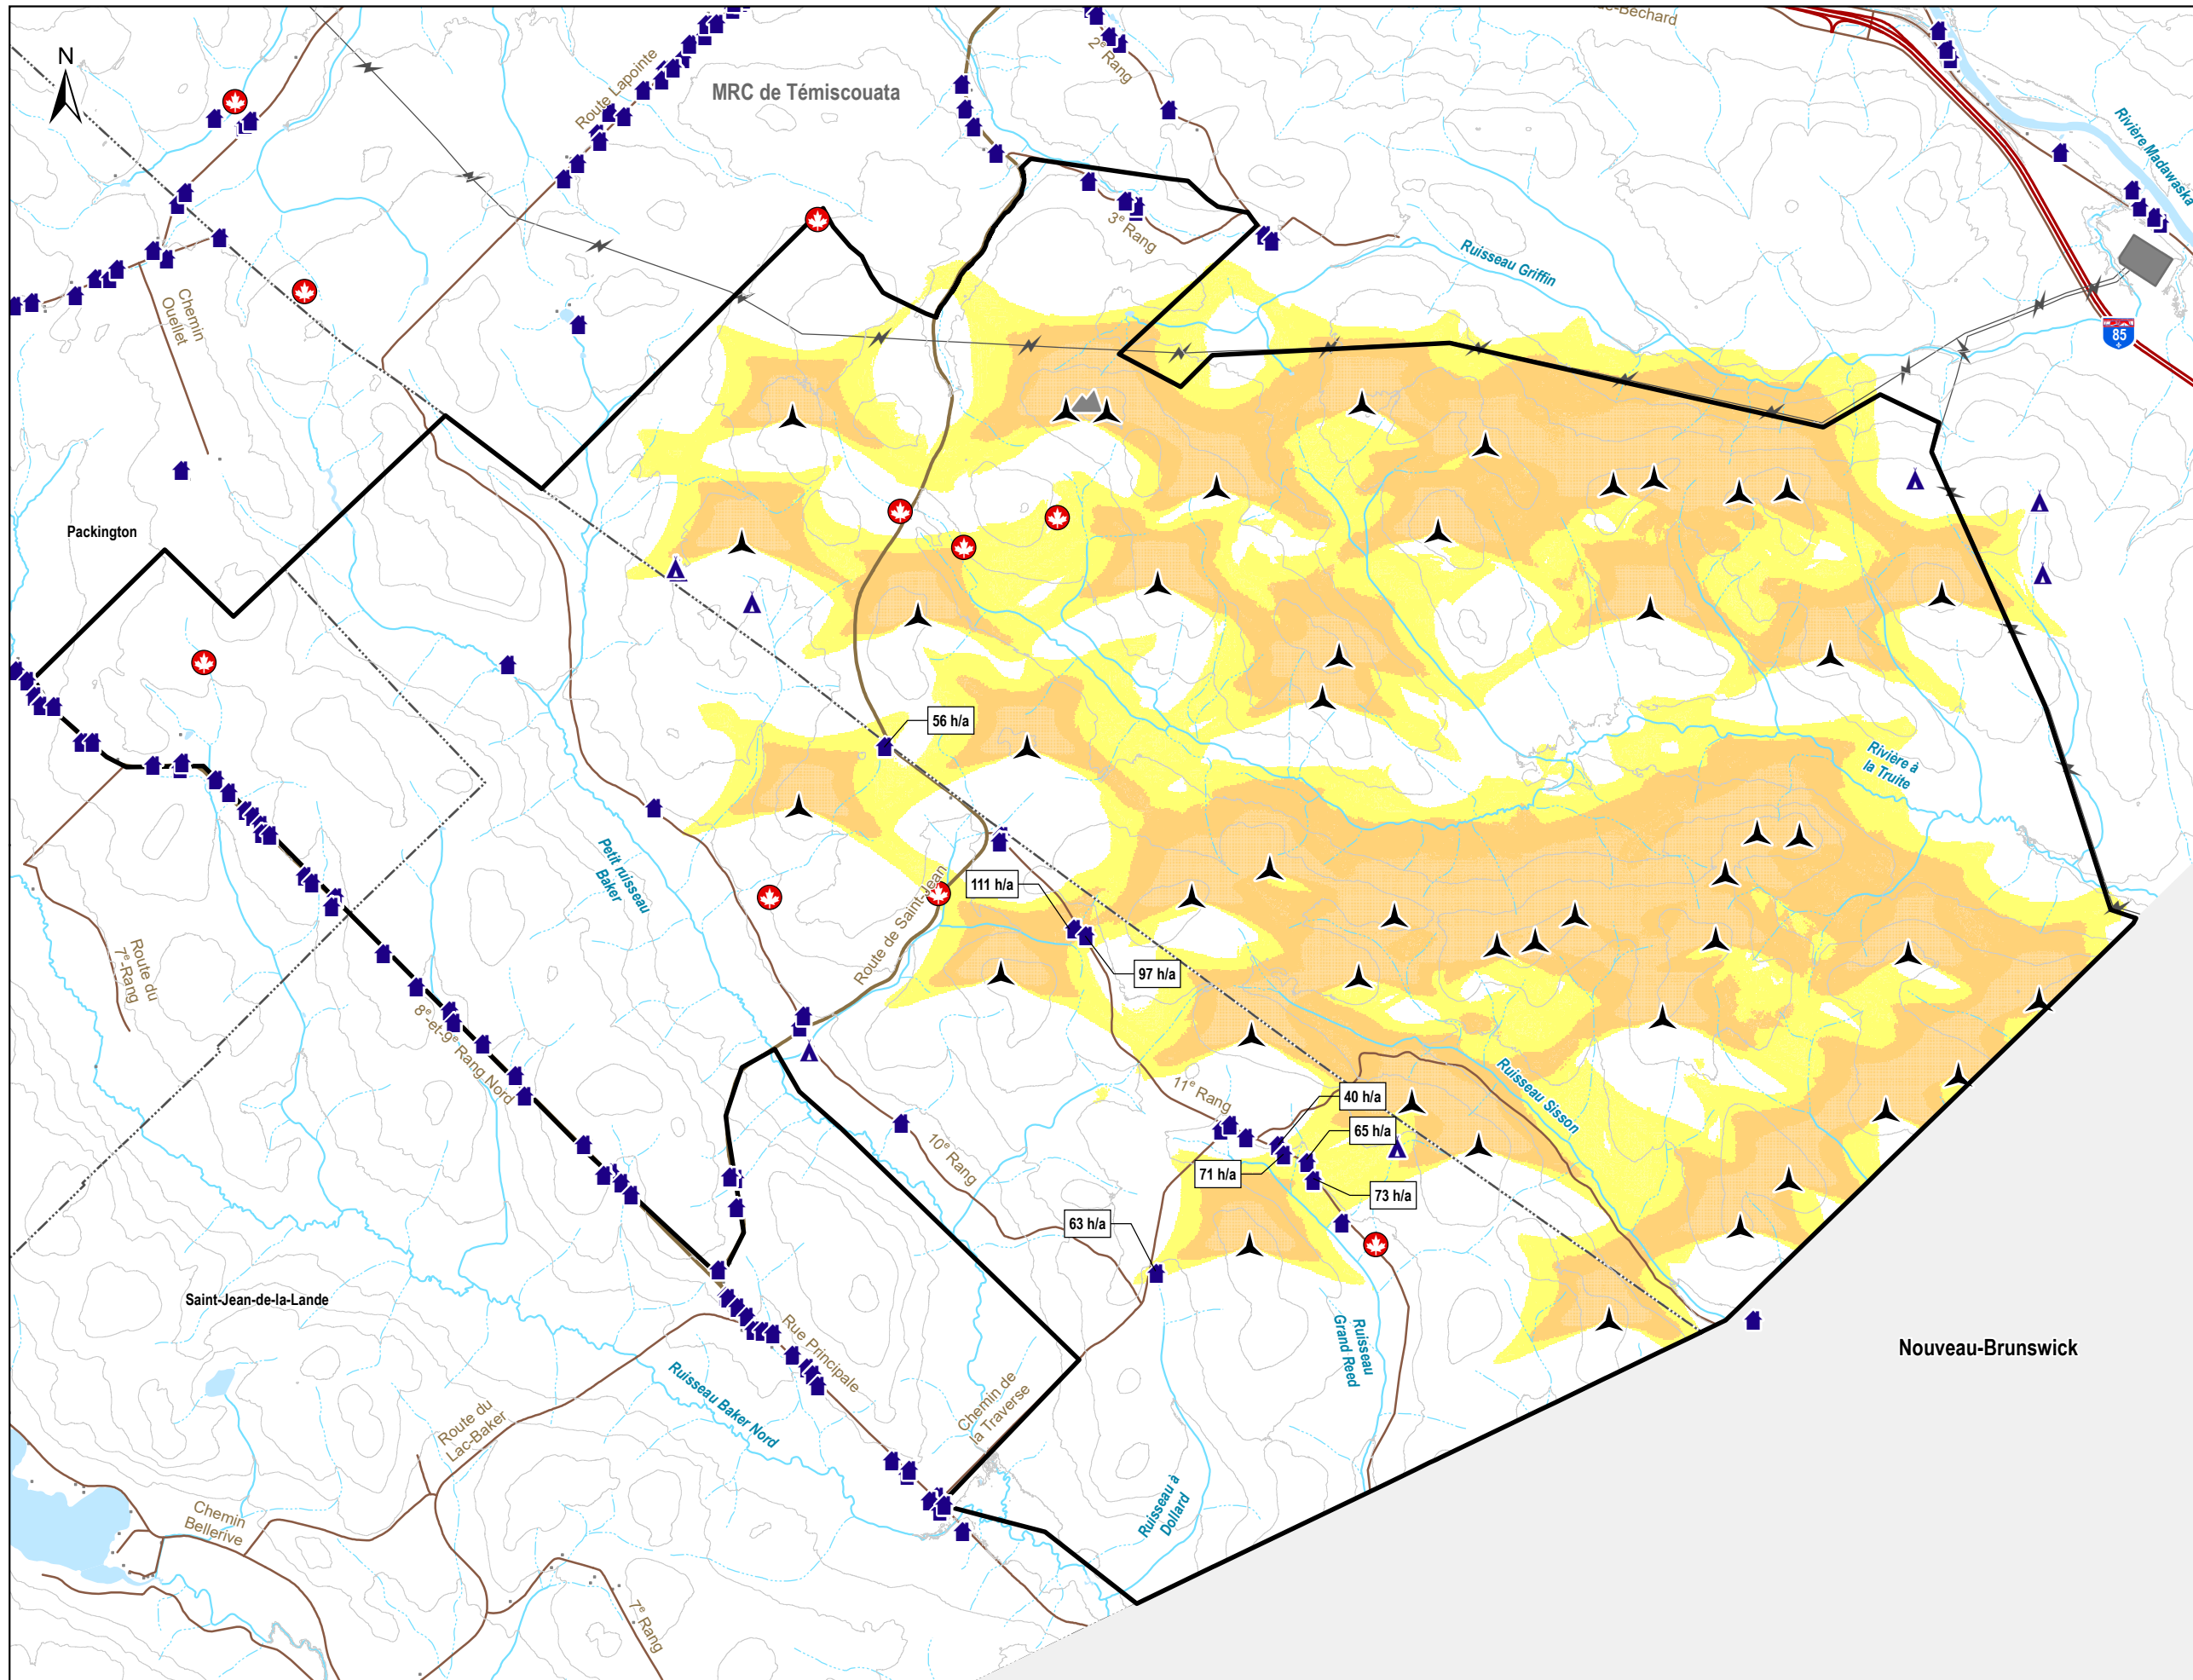 N
MRC de Témiscouata
Route Lapointe
2e Rang
3e Rang
Rivière Madawaska
Ruisseau Griffin
85
Chemin
Ouellet
Packington
56 h/a
Rivière à
la Truite
Petit ruisseau
Baker
Route de Saint-Jean
111 h/a
97 h/a
Route du
7e-Rang
8e-et-9e Rang Nord
11e Rang
Ruisseau Sisson
40 h/a
65 h/a
71 h/a
73 h/a
63 h/a
10e Rang
Saint-Jean-de-la-Lande
Rue Principale
Ruisseau
Grand Reed
Nouveau-Brunswick
Ruisseau Baker Nord
Chemin de
la Traverse
Route du
Lac-Baker
Ruisseau à
Dollard
Chemin
Bellerive
7e Rang